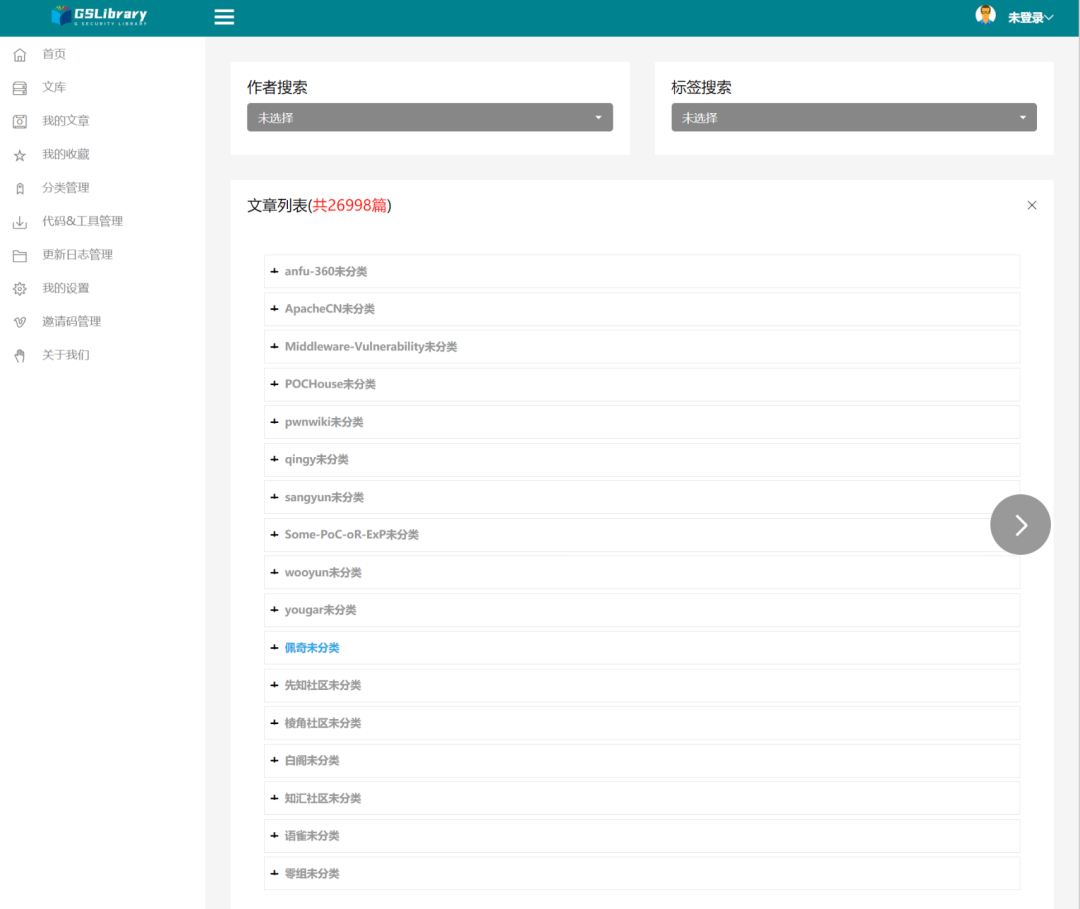 GSLibrary
G SECURITY LIBRARY
未登录
首页
文库
我的文章
我的收藏
分类管理
代码&工具管理
更新日志管理
我的设置
邀请码管理
关于我们
作者搜索
未选择
标签搜索
未选择
文章列表(共26998篇)
anfu-360未分类
ApacheCN未分类
Middleware-Vulnerability未分类
POCHouse未分类
pwnwiki未分类
qingy未分类
sangyun未分类
Some-PoC-oR-ExP未分类
wooyun未分类
yougar未分类
佩奇未分类
先知社区未分类
棱角社区未分类
白阁未分类
知汇社区未分类
语雀未分类
零组未分类